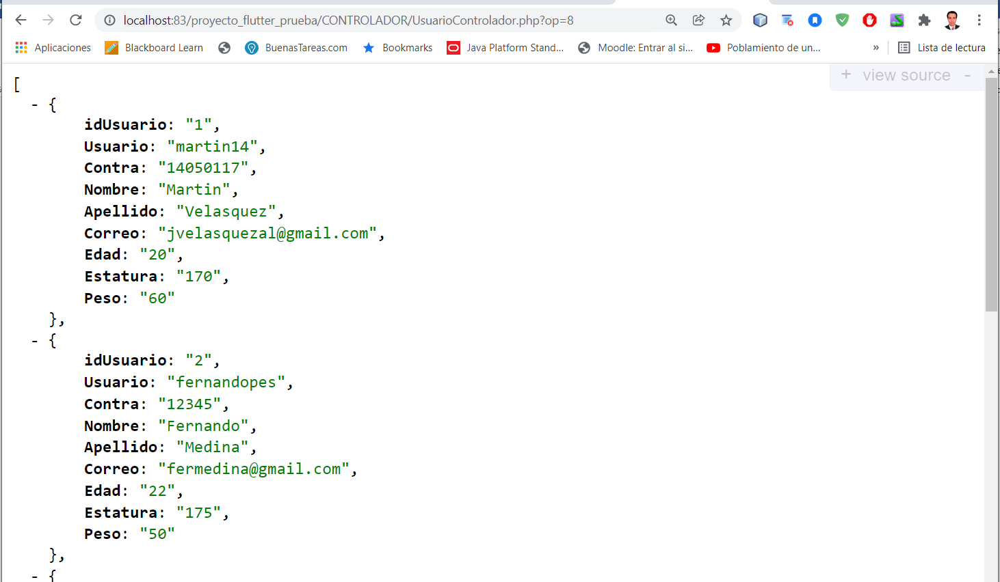 localhost:83/proyecto_flutter_prueba/CONTROLADOR/UsuarioControlador.php?op=8
Aplicaciones Blackboard Learn BuenasTareas.com Bookmarks Java Platform Stand... Moodle: Entrar al si... Poblamiento de un... » Lista de lectura
+ view source -
[
- {
idUsuario: "1",
Usuario: "martin14",
Contra: "14050117",
Nombre: "Martin",
Apellido: "Velasquez",
Correo: "jvelasquezal@gmail.com",
Edad: "20",
Estatura: "170",
Peso: "60"
},
- {
idUsuario: "2",
Usuario: "fernandopes",
Contra: "12345",
Nombre: "Fernando",
Apellido: "Medina",
Correo: "fermedina@gmail.com",
Edad: "22",
Estatura: "175",
Peso: "50"
},
- {